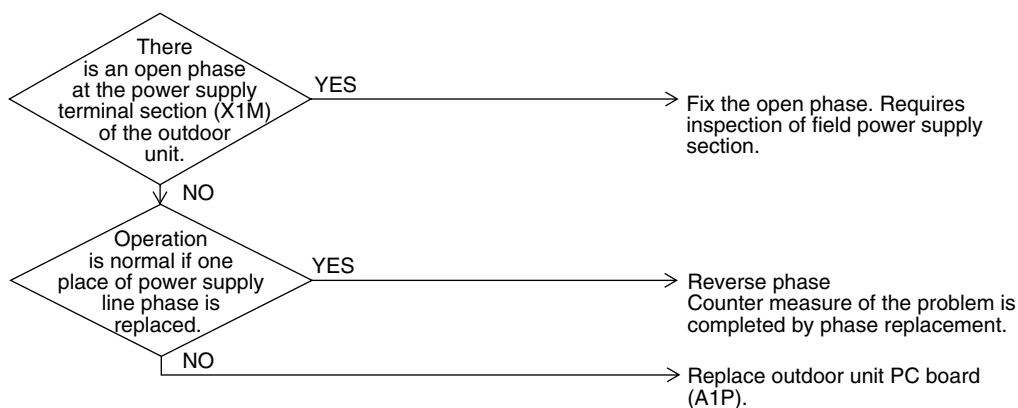 There
is an open phase
at the power supply
terminal section (X1M)
of the outdoor
unit.
YES
Fix the open phase. Requires
inspection of field power supply
section.
NO
Operation
is normal if one
place of power supply
line phase is
replaced.
YES
Reverse phase
Counter measure of the problem is
completed by phase replacement.
NO
Replace outdoor unit PC board
(A1P).